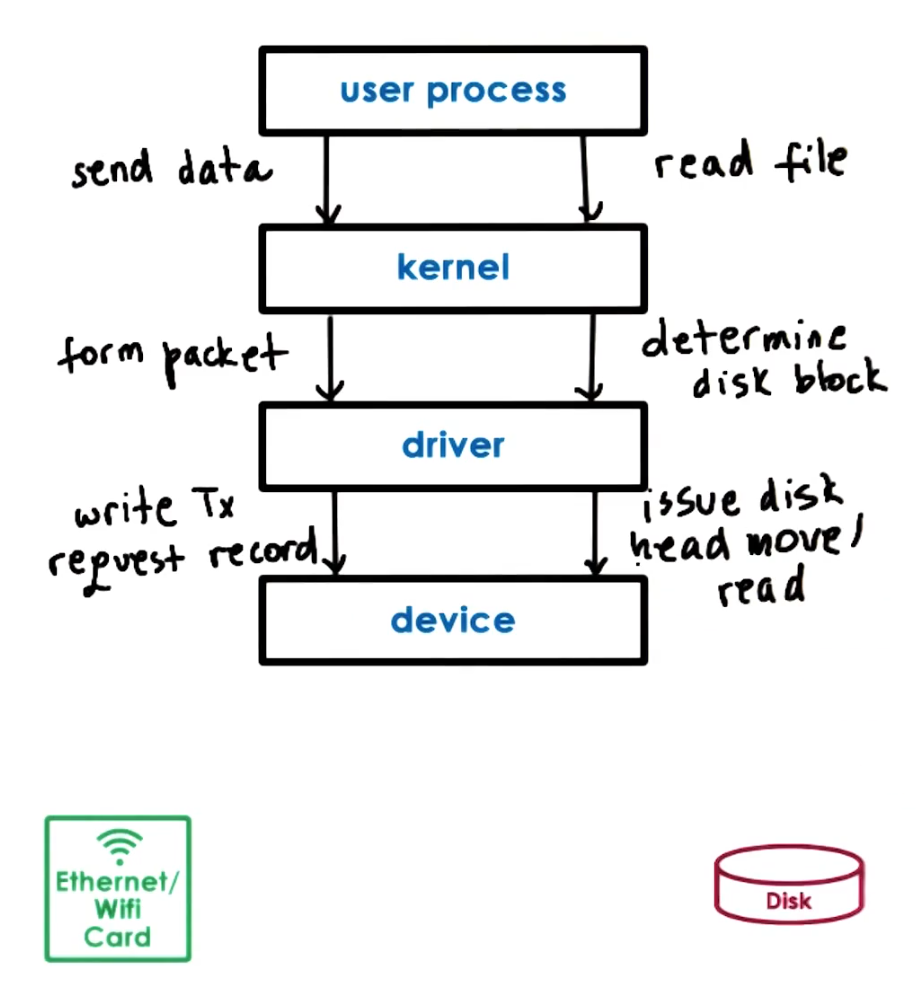 user process
send data
read file
kernel
form packet
determine
disk block
driver
write Tx
request record
issue disk
head move/
read
device
Ethernet/
Wifi
Card
Disk